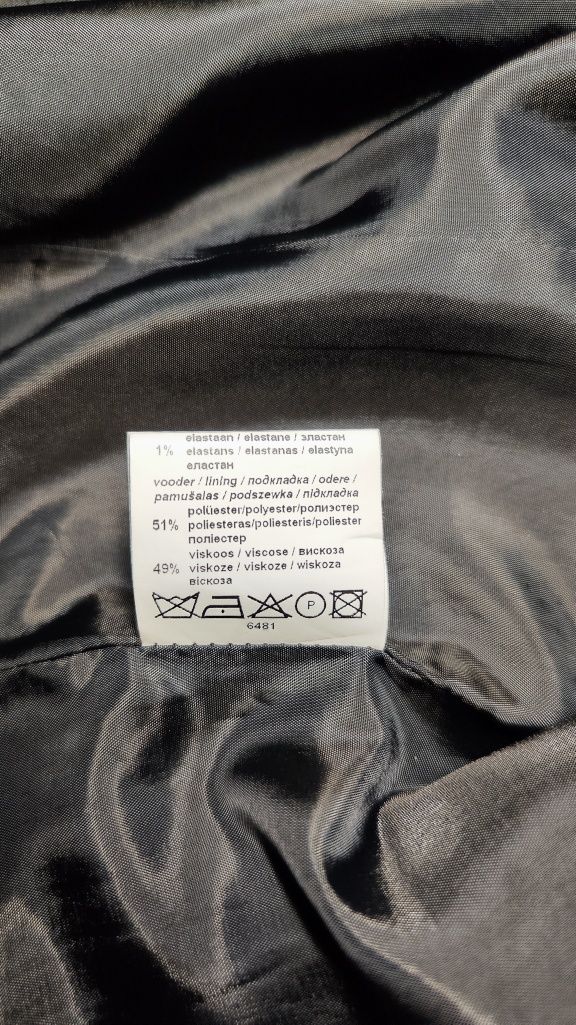 elastaan / elastane / эластан
1% elastans / elastanas / elastyna
еластан
vooder / lining / подкладка / odere /
pamušalas / podszewka / підкладка
polüester/polyester/полиэстер
51% poliesteras/poliesteris/poliester
поліестер
viskoos / viscose / вискоза
49% viskoze / viskoze / wiskoza
віскоза
P
6481